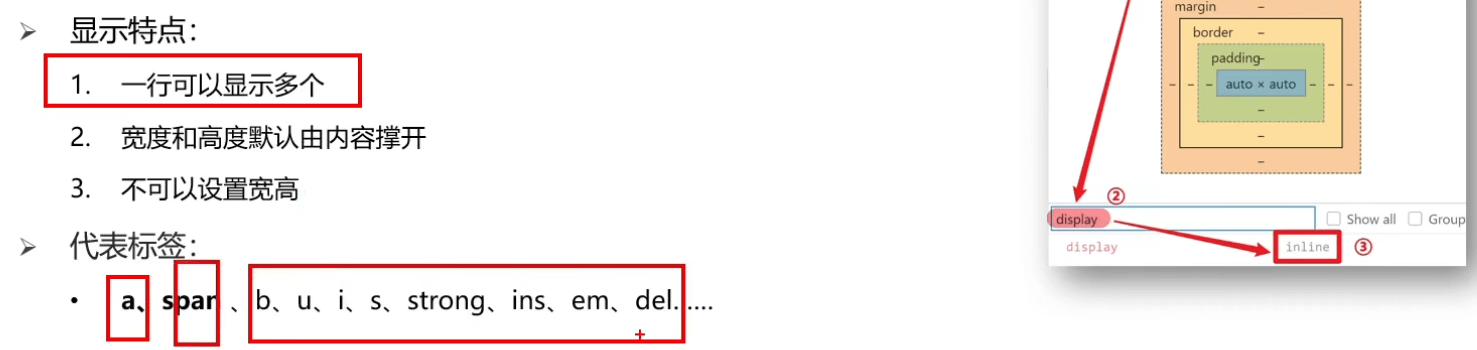 ➢ 显示特点：
1. 一行可以显示多个
2. 宽度和高度默认由内容撑开
3. 不可以设置宽高
➢ 代表标签：
• a、span 、b、u、i、s、strong、ins、em、del.....
margin –
border –
padding–
– – – auto × auto – – –
–
–
–
②
display Show all Group
display inline ③